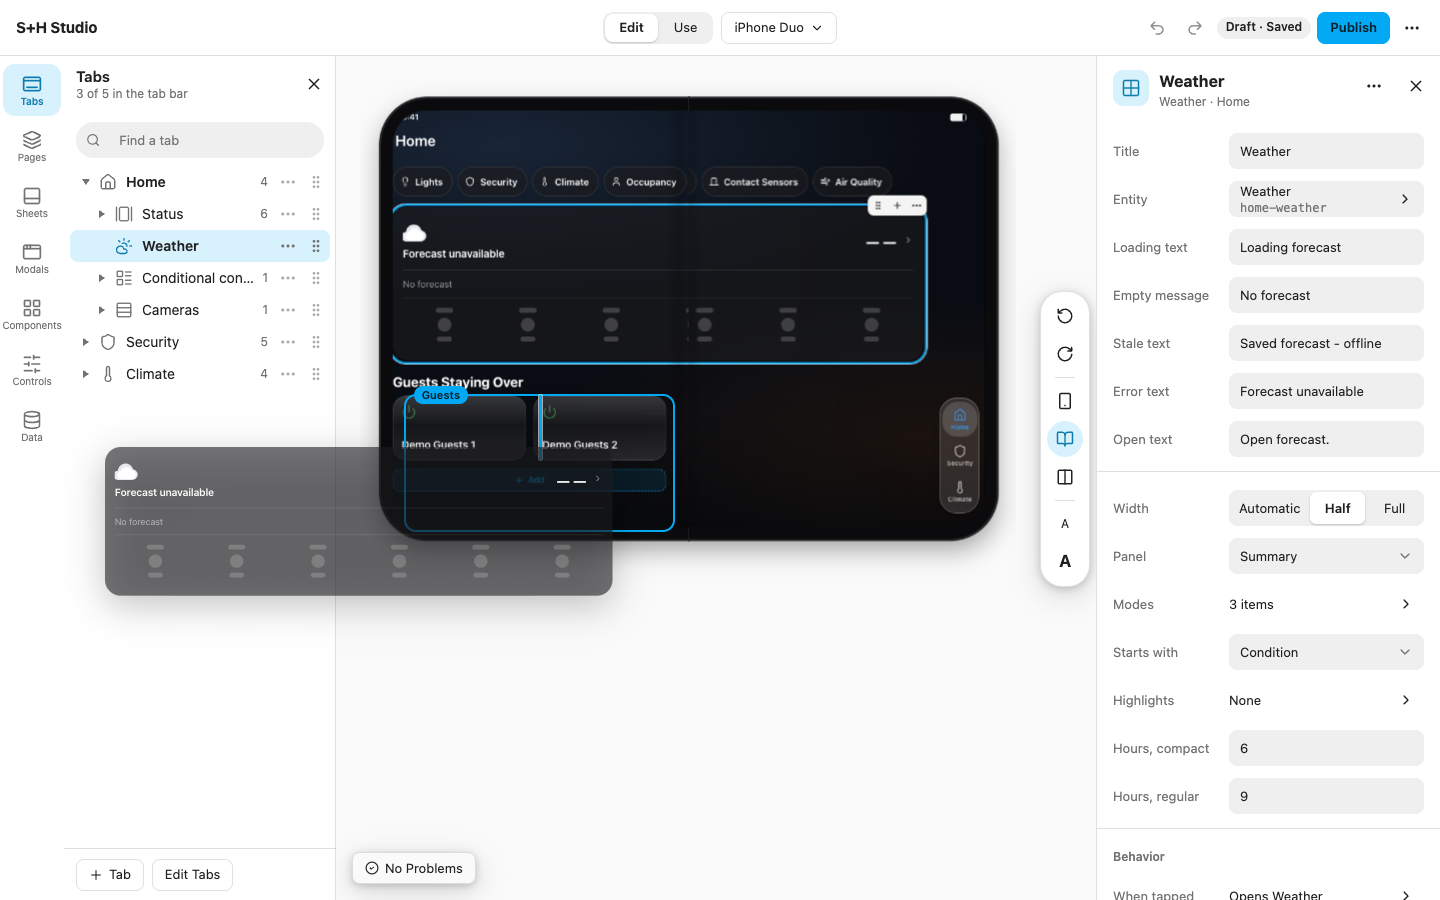 S+H Studio
Edit
Use
iPhone Duo
Draft · Saved
Publish
Tabs
Pages
Sheets
Modals
Components
Controls
Data
Tabs
3 of 5 in the tab bar
Find a tab
Home 4
Status 6
Weather
Conditional con... 1
Cameras 1
Security 5
Climate 4
+ Tab
Edit Tabs
:41
Home
Lights
Security
Climate
Occupancy
Contact Sensors
Air Quality
Forecast unavailable
No forecast
Guests Staying Over
Guests
Demo Guests 1
Demo Guests 2
+ Add
Home
Security
Climate
Forecast unavailable
No forecast
A
A
No Problems
Weather
Weather · Home
Title Weather
Entity Weather
home-weather
Loading text Loading forecast
Empty message No forecast
Stale text Saved forecast - offline
Error text Forecast unavailable
Open text Open forecast.
Width Automatic Half Full
Panel Summary
Modes 3 items
Starts with Condition
Highlights None
Hours, compact 6
Hours, regular 9
Behavior
When tapped Opens Weather